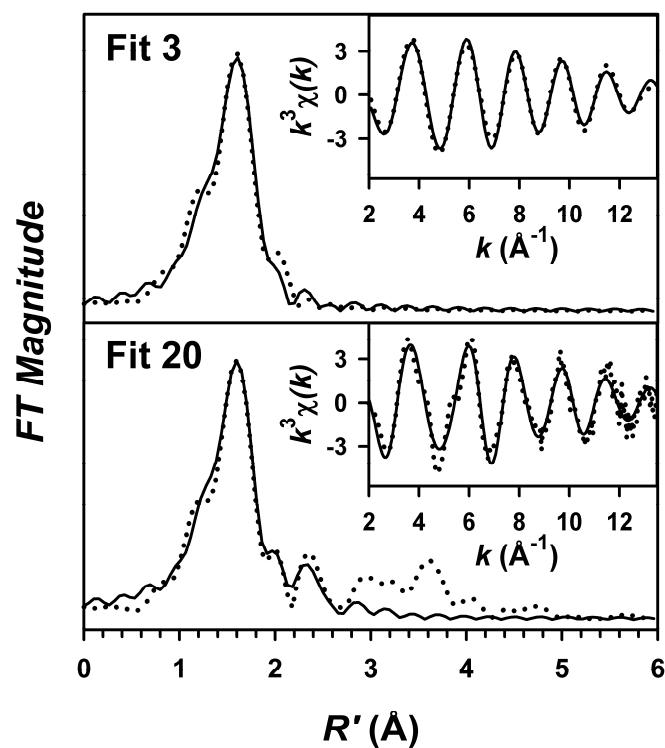 FT Magnitude
Fit 3
k³χ(k)
3
0
-3
2 4 6 8 10 12
k (Å⁻¹)
Fit 20
k³χ(k)
3
0
-3
2 4 6 8 10 12
k (Å⁻¹)
0 1 2 3 4 5 6
R' (Å)